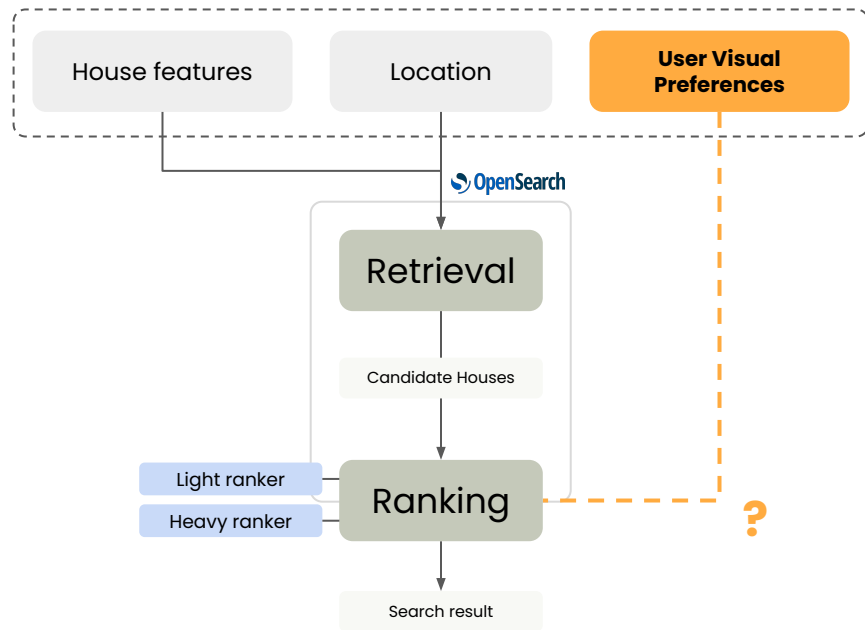 House features
Location
User Visual
Preferences
OpenSearch
Retrieval
Candidate Houses
Light ranker
Ranking
Heavy ranker
?
Search result